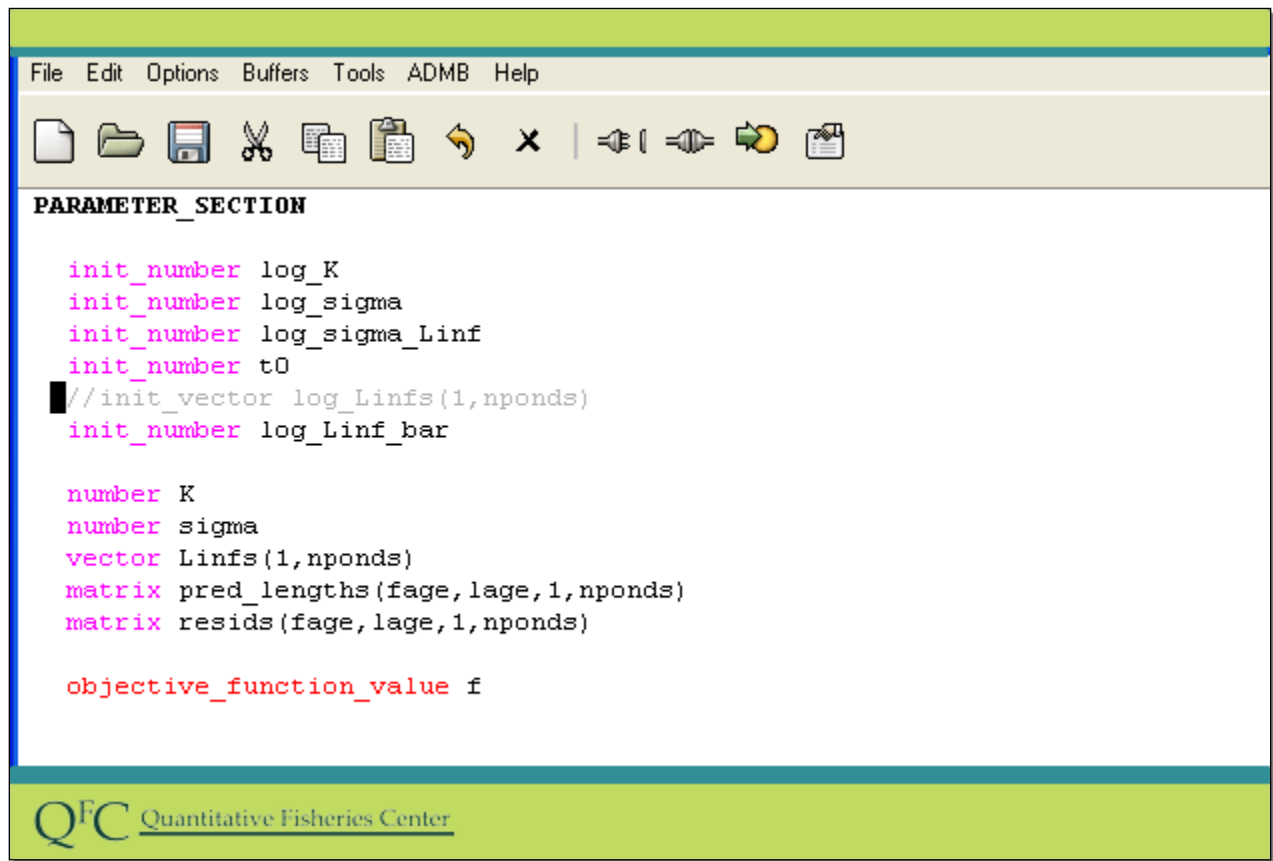 File Edit Options Buffers Tools ADMB Help
PARAMETER_SECTION
init_number log_K
init_number log_sigma
init_number log_sigma_Linf
init_number t0
//init_vector log_Linfs(1,nponds)
init_number log_Linf_bar
number K
number sigma
vector Linfs(1,nponds)
matrix pred_lengths(fage,lage,1,nponds)
matrix resids(fage,lage,1,nponds)
objective_function_value f
QFC Quantitative Fisheries Center